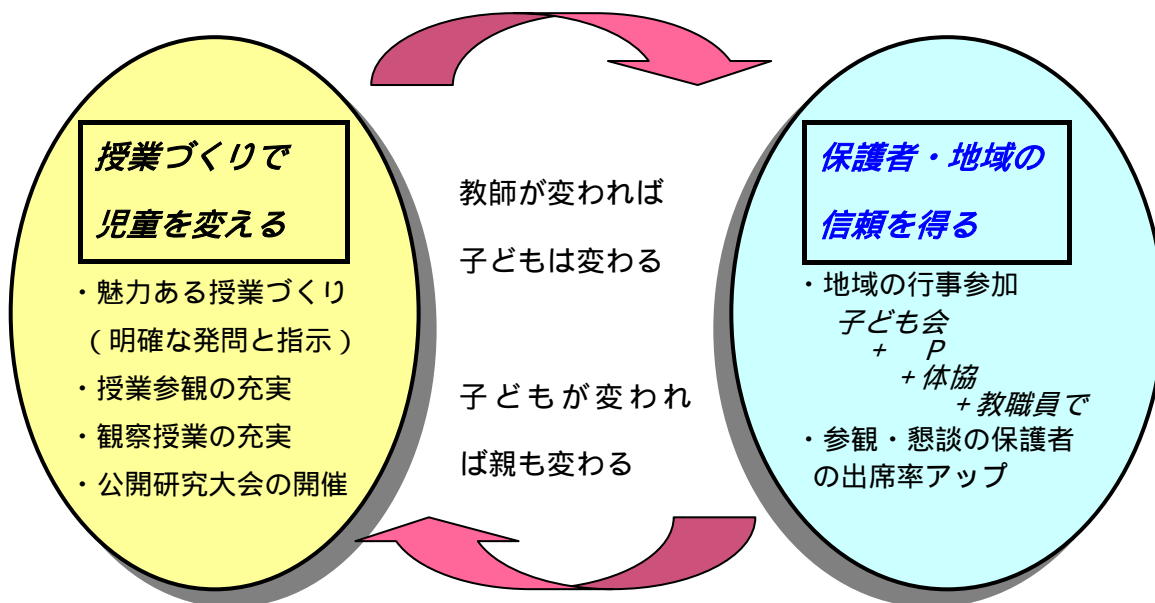 授業づくりで
児童を変える
・魅力ある授業づくり
（明確な発問と指示）
・授業参観の充実
・観察授業の充実
・公開研究大会の開催
教師が変われば
子どもは変わる
子どもが変われ
ば親も変わる
保護者・地域の
信頼を得る
・地域の行事参加
子ども会
+ P
+体協
+教職員で
・参観・懇談の保護者
の出席率アップ